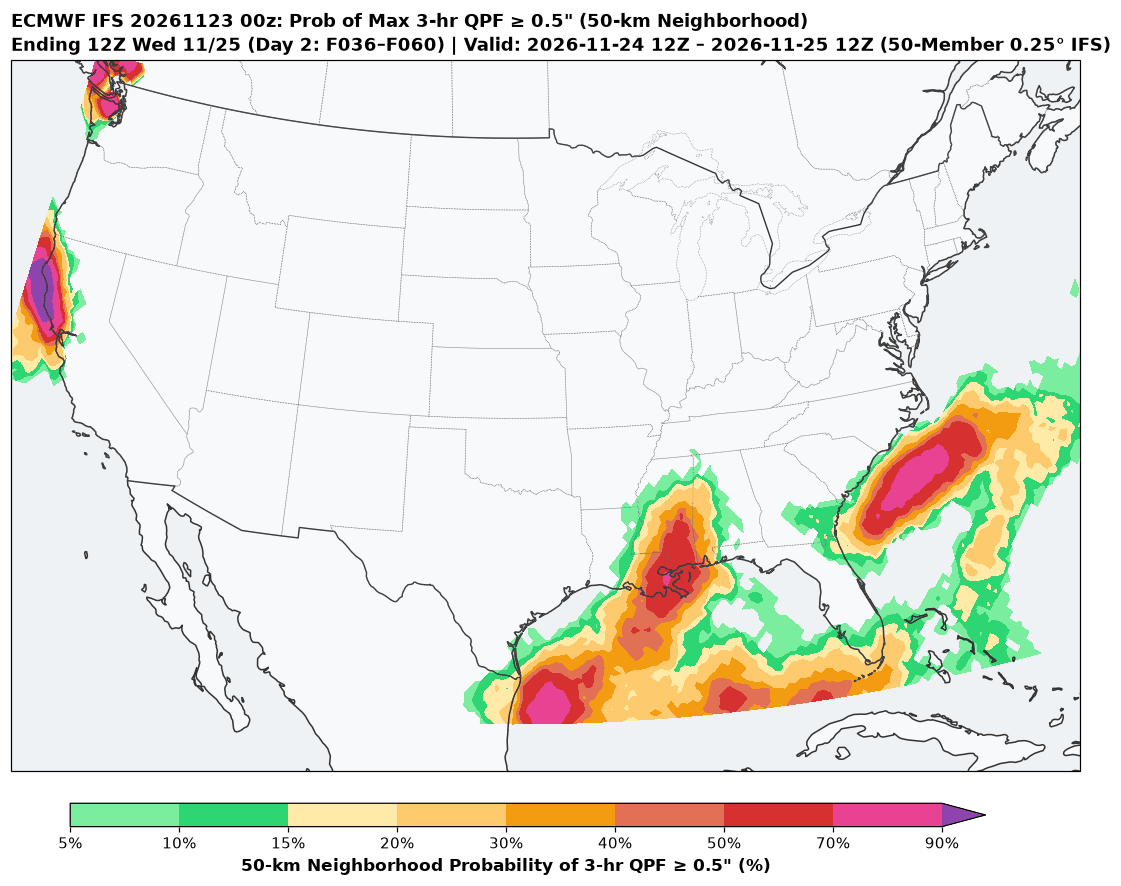 ECMWF IFS 20261123 00z: Prob of Max 3-hr QPF ≥ 0.5" (50-km Neighborhood)
Ending 12Z Wed 11/25 (Day 2: F036–F060) | Valid: 2026-11-24 12Z – 2026-11-25 12Z (50-Member 0.25° IFS)
5% 10% 15% 20% 30% 40% 50% 70% 90%
50-km Neighborhood Probability of 3-hr QPF ≥ 0.5" (%)